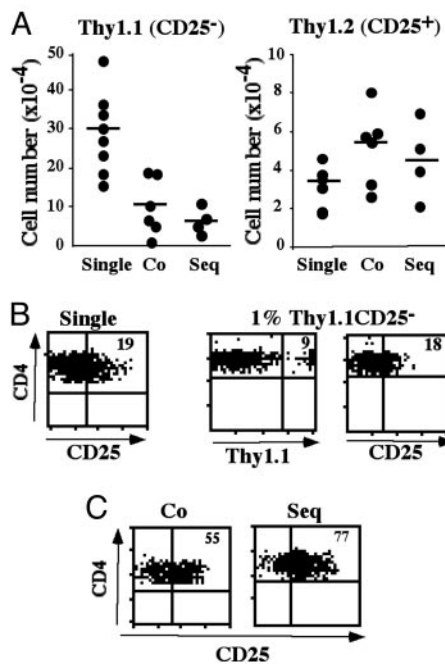 A
Thy1.1 (CD25-)
Thy1.2 (CD25+)
Cell number (x10-4)
50
40
30
20
10
0
Single Co Seq
Cell number (x10-4)
10
8
6
4
2
0
Single Co Seq
B
Single
1% Thy1.1CD25-
CD4
19
9
18
CD25
Thy1.1
CD25
C
Co
Seq
CD4
55
77
CD25